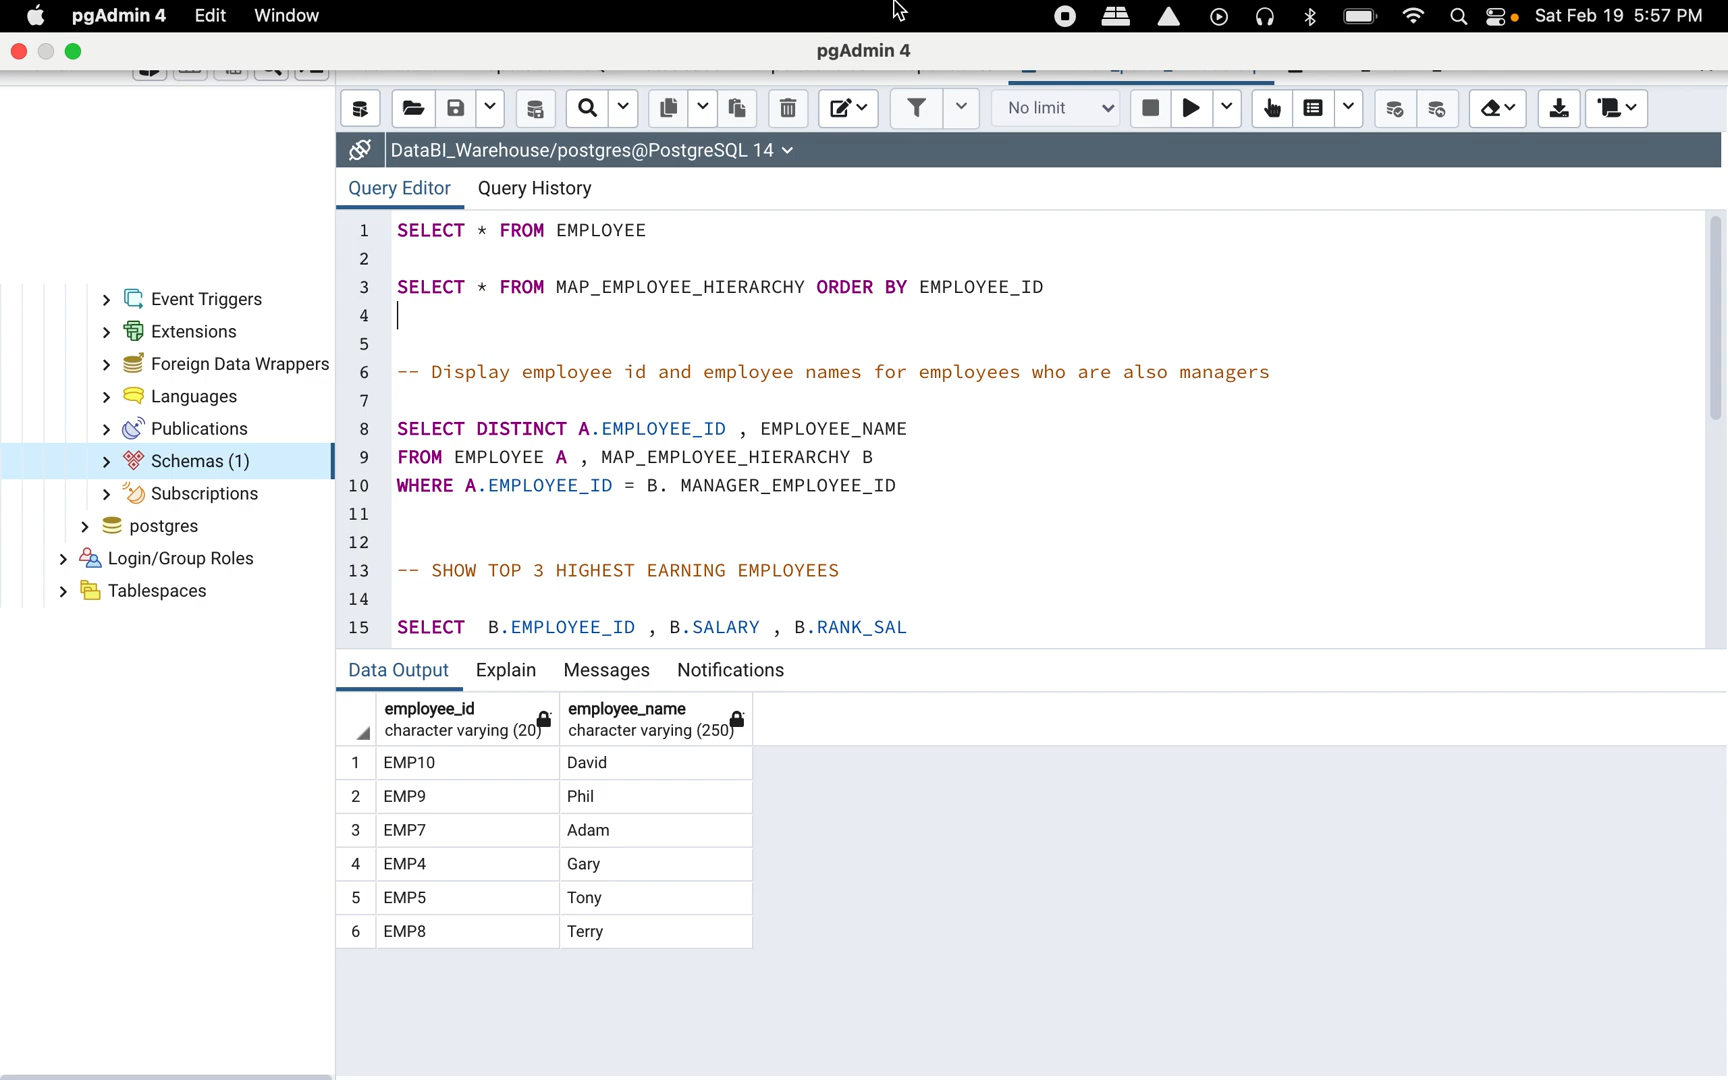 pgAdmin 4 Edit Window Sat Feb 19 5:57 PM
pgAdmin 4
No limit
DataBI_Warehouse/postgres@PostgreSQL 14
Query Editor Query History
Event Triggers
Extensions
Foreign Data Wrappers
Languages
Publications
Schemas (1)
Subscriptions
postgres
Login/Group Roles
Tablespaces
1 SELECT * FROM EMPLOYEE
2
3 SELECT * FROM MAP_EMPLOYEE_HIERARCHY ORDER BY EMPLOYEE_ID
4
5
6 -- Display employee id and employee names for employees who are also managers
7
8 SELECT DISTINCT A.EMPLOYEE_ID , EMPLOYEE_NAME
9 FROM EMPLOYEE A , MAP_EMPLOYEE_HIERARCHY B
10 WHERE A.EMPLOYEE_ID = B. MANAGER_EMPLOYEE_ID
11
12
13 -- SHOW TOP 3 HIGHEST EARNING EMPLOYEES
14
15 SELECT B.EMPLOYEE_ID , B.SALARY , B.RANK_SAL
Data Output Explain Messages Notifications
employee_id employee_name
character varying (20) character varying (250)
1 EMP10 David
2 EMP9 Phil
3 EMP7 Adam
4 EMP4 Gary
5 EMP5 Tony
6 EMP8 Terry